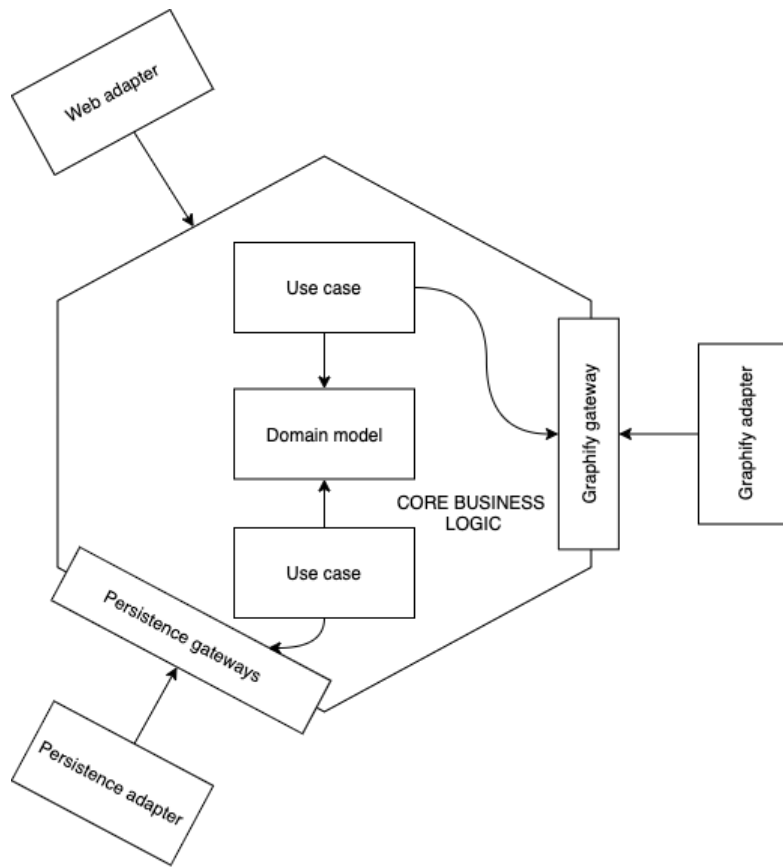 Web adapter
Use case
Graphify gateway
Graphify adapter
Domain model
CORE BUSINESS
LOGIC
Use case
Persistence gateways
Persistence adapter